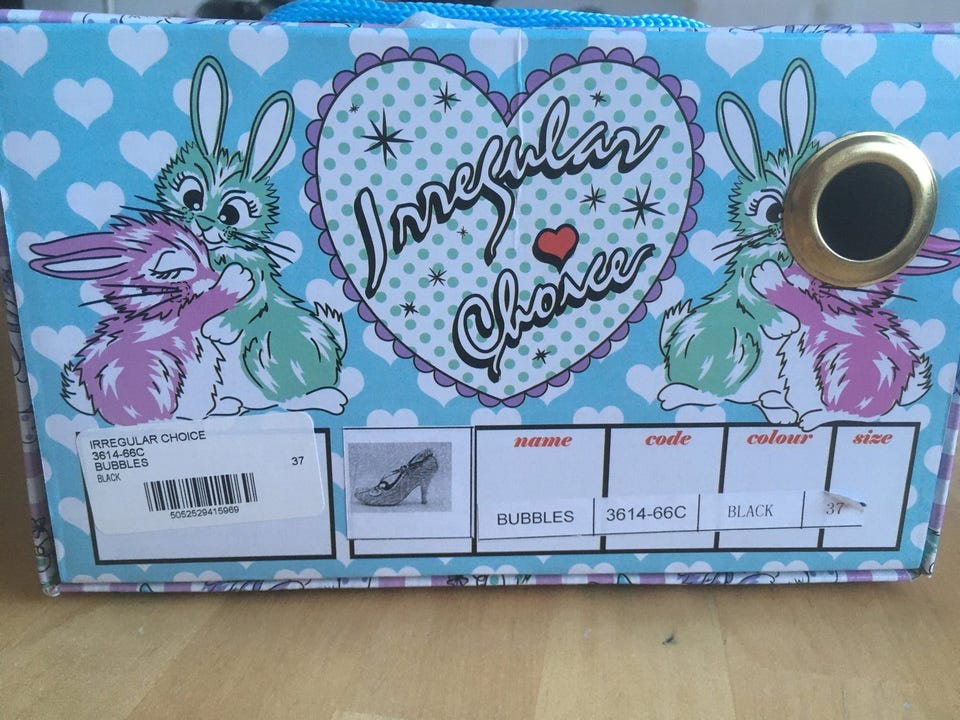 Irregular
Choice
IRREGULAR CHOICE
3614-66C
BUBBLES 37
BLACK
5052529415969
name code colour size
BUBBLES 3614-66C BLACK 37